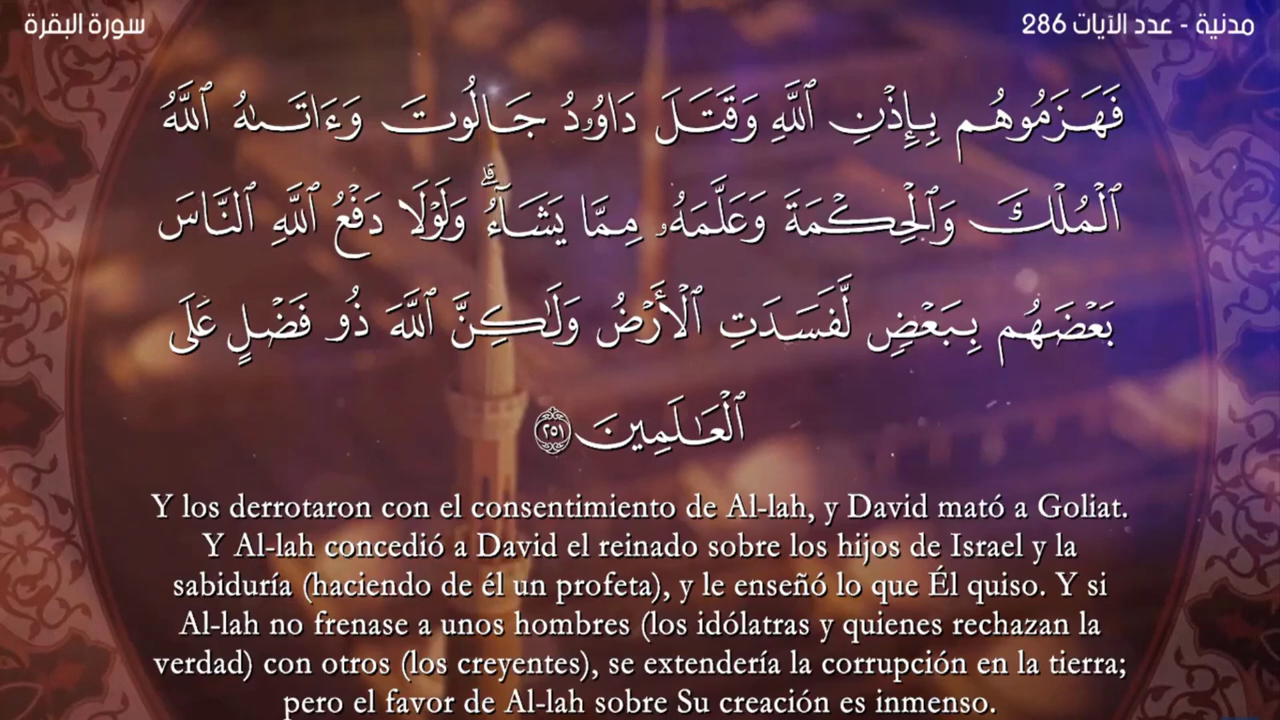 سورة البقرة
مدنية - عدد الآيات 286
فَهَزَمُوهُم بِإِذْنِ ٱللَّهِ وَقَتَلَ دَاوُۥدُ جَالُوتَ وَءَاتَىٰهُ ٱللَّهُ
ٱلْمُلْكَ وَٱلْحِكْمَةَ وَعَلَّمَهُۥ مِمَّا يَشَآءُ ۗ وَلَوْلَا دَفْعُ ٱللَّهِ ٱلنَّاسَ
بَعْضَهُم بِبَعْضٍ لَّفَسَدَتِ ٱلْأَرْضُ وَلَٰكِنَّ ٱللَّهَ ذُو فَضْلٍ عَلَى
ٱلْعَٰلَمِينَ ٢٥١
Y los derrotaron con el consentimiento de Al-lah, y David mató a Goliat.
Y Al-lah concedió a David el reinado sobre los hijos de Israel y la
sabiduría (haciendo de él un profeta), y le enseñó lo que Él quiso. Y si
Al-lah no frenase a unos hombres (los idólatras y quienes rechazan la
verdad) con otros (los creyentes), se extendería la corrupción en la tierra;
pero el favor de Al-lah sobre Su creación es inmenso.